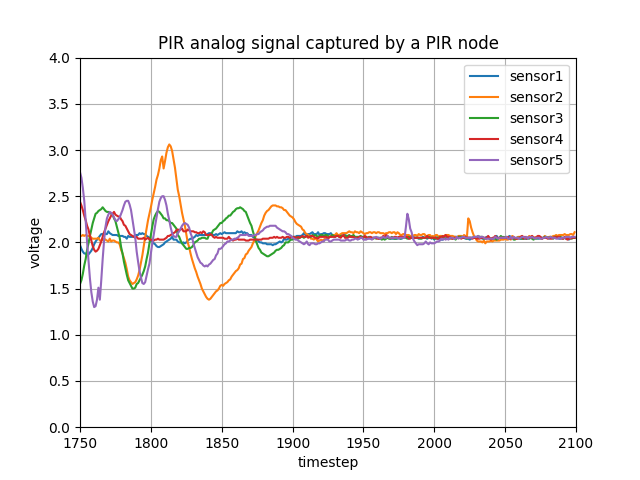 PIR analog signal captured by a PIR node
4.0
3.5
3.0
2.5
2.0
1.5
1.0
0.5
0.0
voltage
sensor1
sensor2
sensor3
sensor4
sensor5
1750 1800 1850 1900 1950 2000 2050 2100
timestep